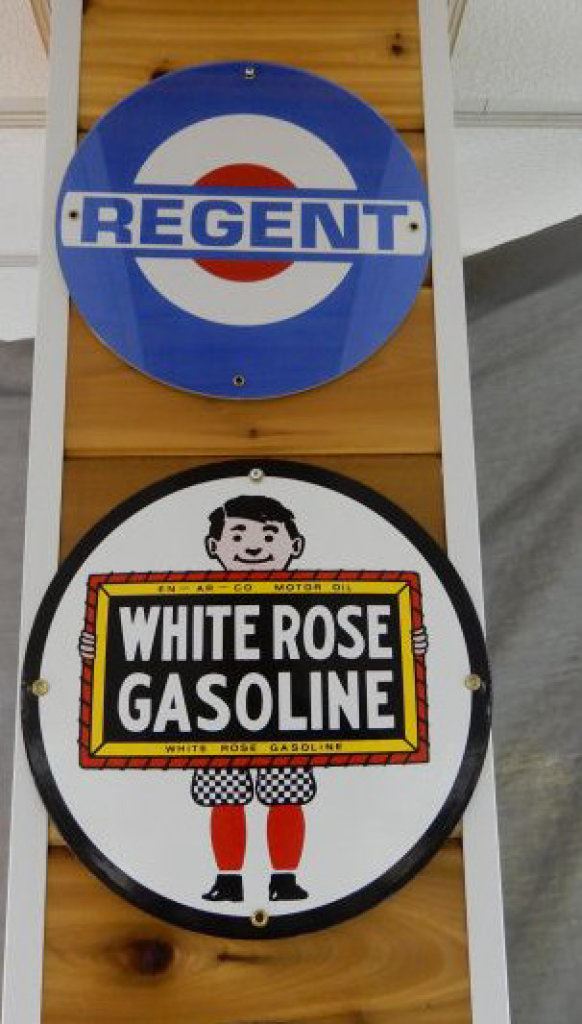 REGENT
EN-AR-CO MOTOR OIL
WHITE ROSE
GASOLINE
WHITE ROSE GASOLINE